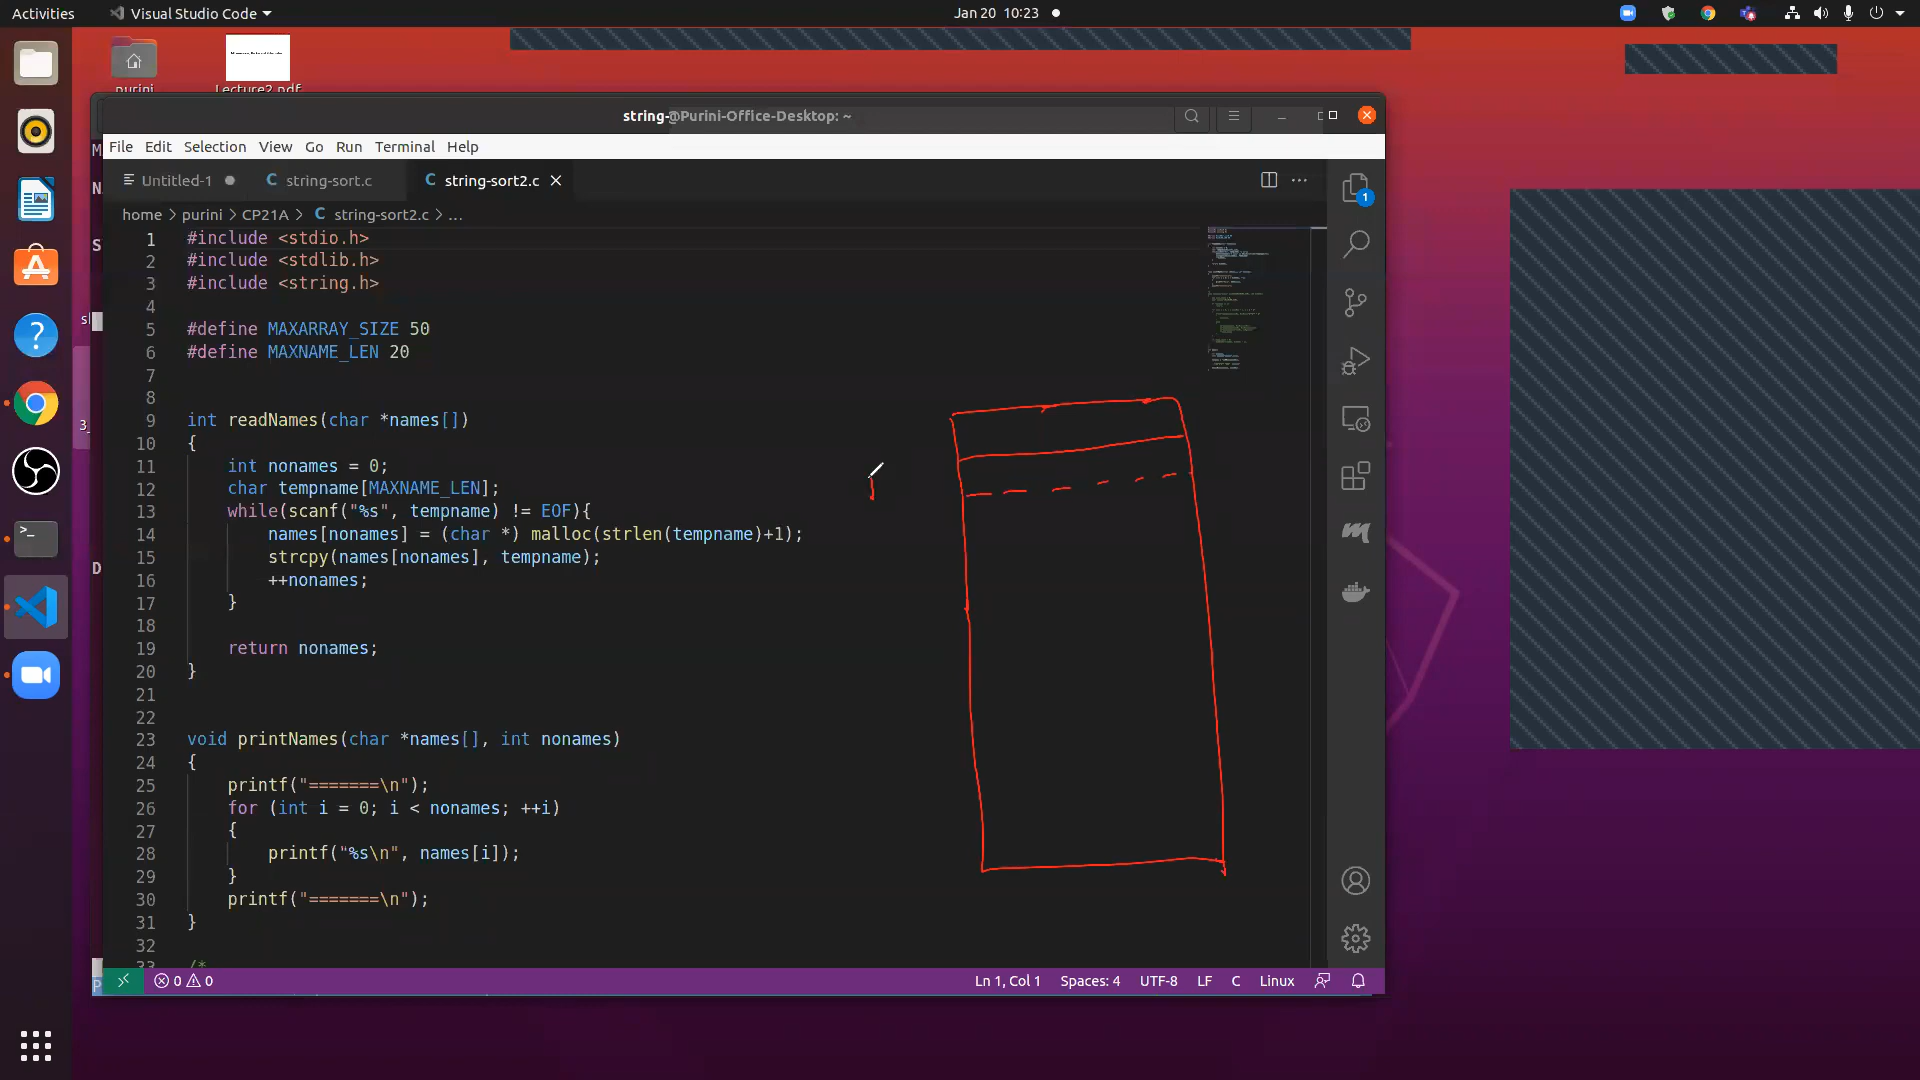 Activities
Visual Studio Code
Jan 20 10:23
purini
Lecture2.pdf
string-@Purini-Office-Desktop: ~
File Edit Selection View Go Run Terminal Help
Untitled-1
C string-sort.c
C string-sort2.c
home > purini > CP21A > C string-sort2.c > ...
1 #include <stdio.h>
2 #include <stdlib.h>
3 #include <string.h>
4
5 #define MAXARRAY_SIZE 50
6 #define MAXNAME_LEN 20
7
8
9 int readNames(char *names[])
10 {
11 int nonames = 0;
12 char tempname[MAXNAME_LEN];
13 while(scanf("%s", tempname) != EOF){
14 names[nonames] = (char *) malloc(strlen(tempname)+1);
15 strcpy(names[nonames], tempname);
16 ++nonames;
17 }
18
19 return nonames;
20 }
21
22
23 void printNames(char *names[], int nonames)
24 {
25 printf("=======\n");
26 for (int i = 0; i < nonames; ++i)
27 {
28 printf("%s\n", names[i]);
29 }
30 printf("=======\n");
31 }
32
33 /*
0 0
Ln 1, Col 1 Spaces: 4 UTF-8 LF C Linux
1